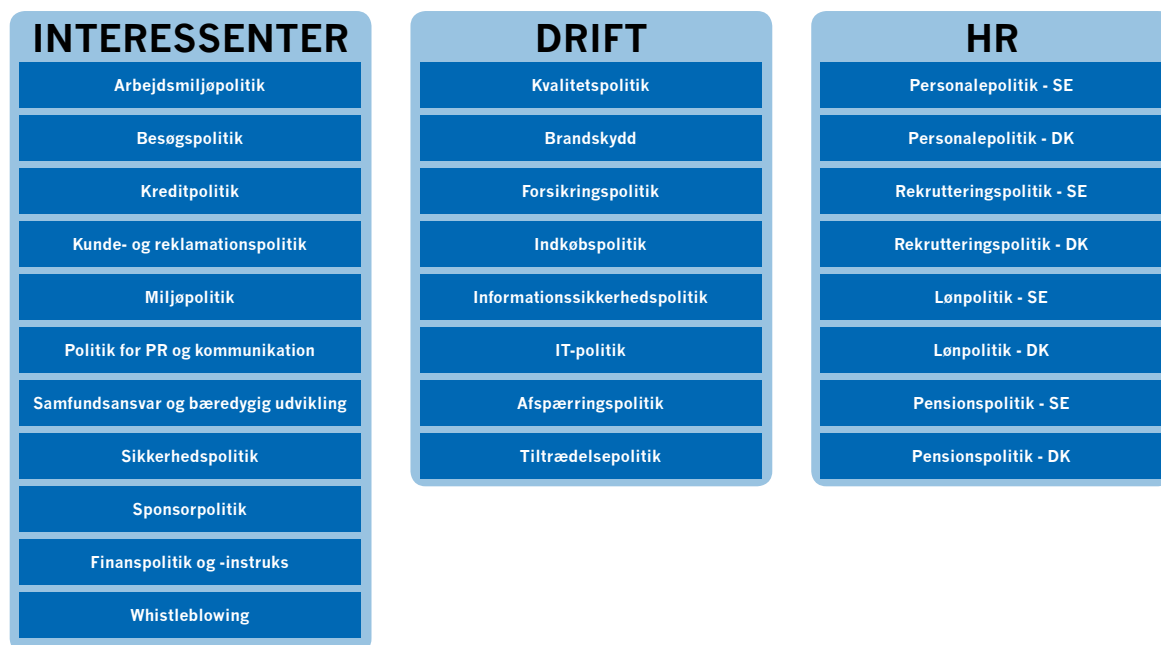 INTERESSENTER
Arbejdsmiljøpolitik
Besøgspolitik
Kreditpolitik
Kunde- og reklamationspolitik
Miljøpolitik
Politik for PR og kommunikation
Samfundsansvar og bæredygig udvikling
Sikkerhedspolitik
Sponsorpolitik
Finanspolitik og -instruks
Whistleblowing
DRIFT
Kvalitetspolitik
Brandskydd
Forsikringspolitik
Indkøbspolitik
Informationssikkerhedspolitik
IT-politik
Afspærringspolitik
Tiltrædelsepolitik
HR
Personalepolitik - SE
Personalepolitik - DK
Rekrutteringspolitik - SE
Rekrutteringspolitik - DK
Lønpolitik - SE
Lønpolitik - DK
Pensionspolitik - SE
Pensionspolitik - DK